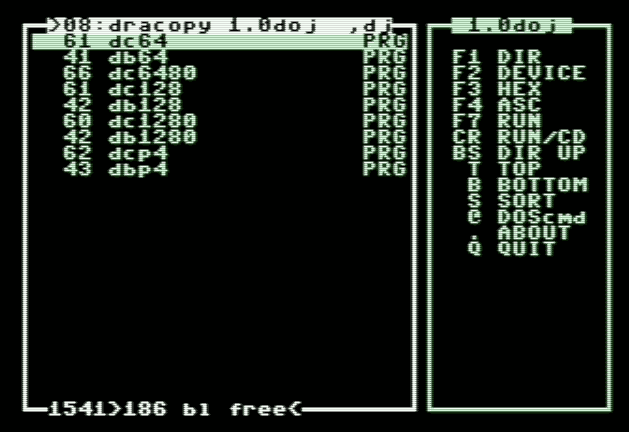 >08:dracopy 1.0doj  ,dj
61 dc64 PRG
41 db64 PRG
66 dc6480 PRG
61 dc128 PRG
42 db128 PRG
60 dc1280 PRG
42 db1280 PRG
62 dcp4 PRG
43 dbp4 PRG
1541>186 bl free<
1.0doj
F1 DIR
F2 DEVICE
F3 HEX
F4 ASC
F7 RUN
CR RUN/CD
BS DIR UP
T TOP
B BOTTOM
S SORT
@ DOScmd
. ABOUT
Q QUIT